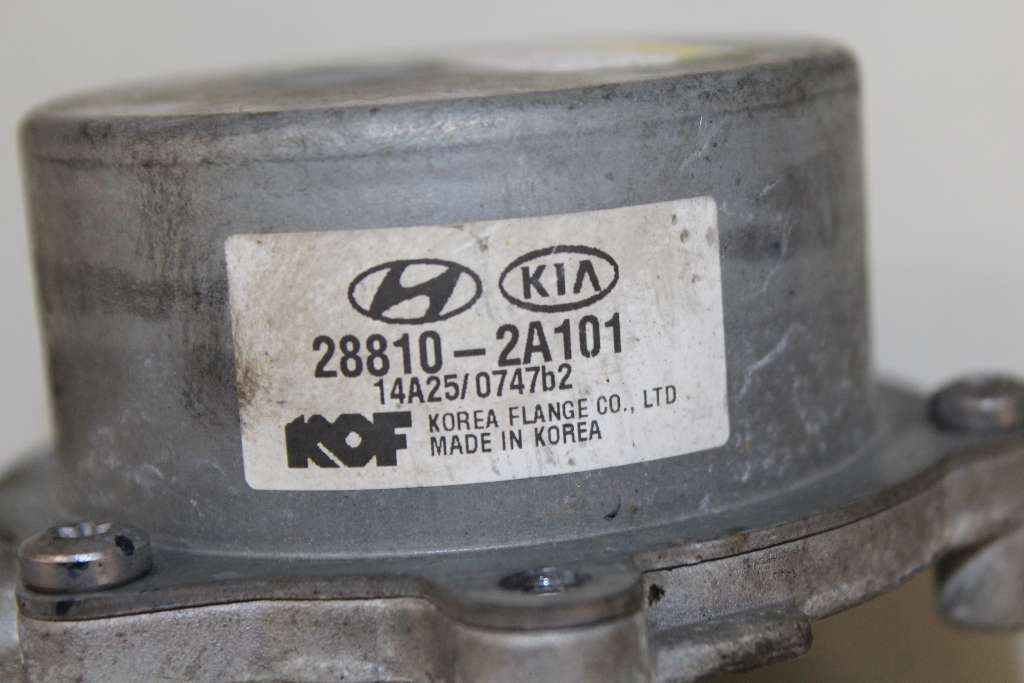 KIA
28810-2A101
14A25/0747b2
KOF KOREA FLANGE CO., LTD
MADE IN KOREA